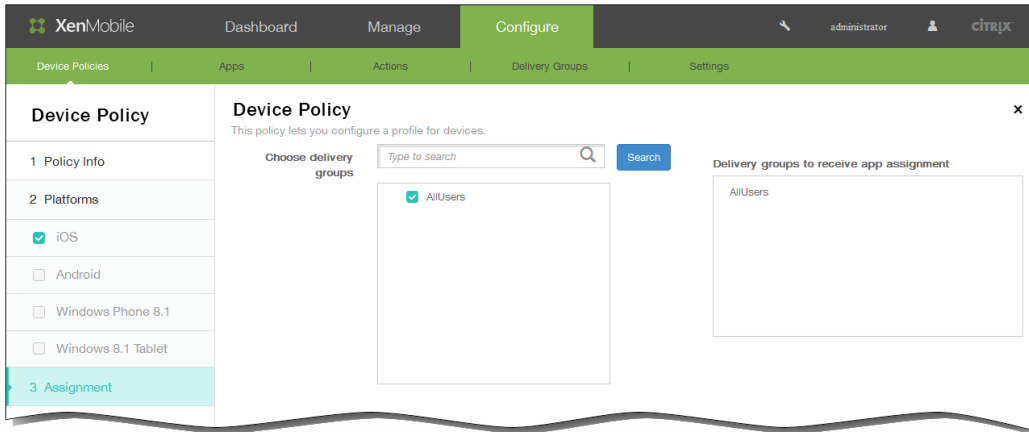 XenMobile Dashboard Manage Configure administrator CITRIX
Device Policies | Apps | Actions | Delivery Groups | Settings
Device Policy
1 Policy Info
2 Platforms
iOS
Android
Windows Phone 8.1
Windows 8.1 Tablet
3 Assignment
Device Policy
This policy lets you configure a profile for devices.
Choose delivery
groups
Type to search
Search
AllUsers
Delivery groups to receive app assignment
AllUsers